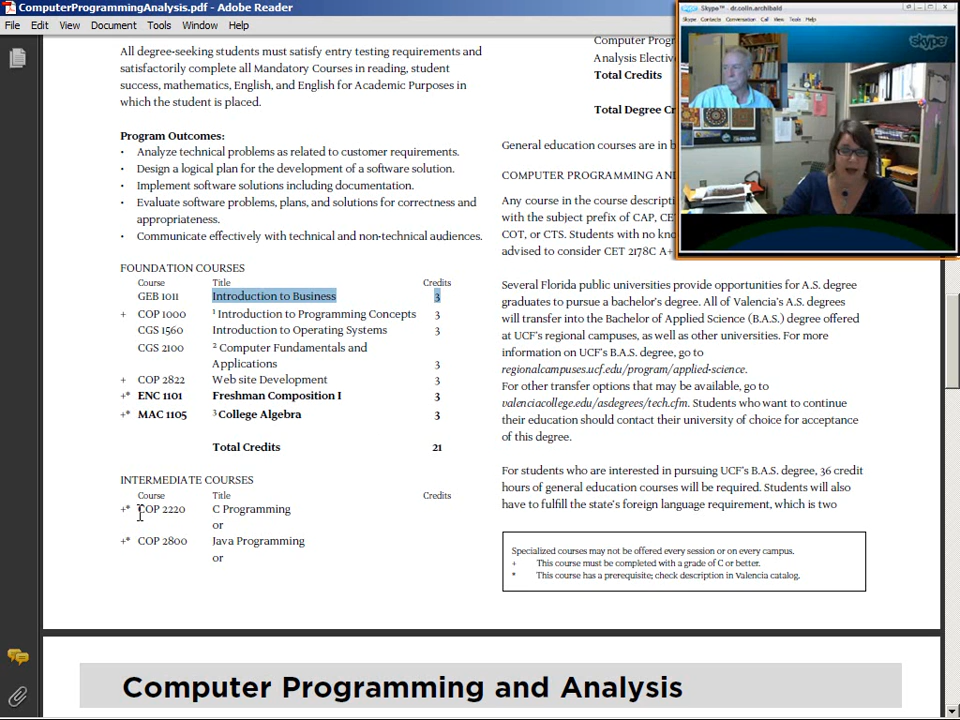 ComputerProgrammingAnalysis.pdf - Adobe Reader
File Edit View Document Tools Window Help
Skype™ - dr.colin.archibald
Skype Contacts Conversation Call View Tools Help
skype
All degree-seeking students must satisfy entry testing requirements and
satisfactorily complete all Mandatory Courses in reading, student
success, mathematics, English, and English for Academic Purposes in
which the student is placed.
Program Outcomes:
• Analyze technical problems as related to customer requirements.
• Design a logical plan for the development of a software solution.
• Implement software solutions including documentation.
• Evaluate software problems, plans, and solutions for correctness and
appropriateness.
• Communicate effectively with technical and non-technical audiences.
FOUNDATION COURSES
Course Title Credits
GEB 1011 Introduction to Business 3
+ COP 1000 ¹ Introduction to Programming Concepts 3
CGS 1560 Introduction to Operating Systems 3
CGS 2100 ² Computer Fundamentals and
Applications 3
+ COP 2822 Web site Development 3
+* ENC 1101 Freshman Composition I 3
+* MAC 1105 ³ College Algebra 3
Total Credits 21
INTERMEDIATE COURSES
Course Title Credits
+* COP 2220 C Programming
or
+* COP 2800 Java Programming
or
Computer Prog
Analysis Elective
Total Credits
Total Degree Cr
General education courses are in b
COMPUTER PROGRAMMING AN
Any course in the course descripti
with the subject prefix of CAP, CE
COT, or CTS. Students with no kno
advised to consider CET 2178C A+
Several Florida public universities provide opportunities for A.S. degree
graduates to pursue a bachelor's degree. All of Valencia's A.S. degrees
will transfer into the Bachelor of Applied Science (B.A.S.) degree offered
at UCF's regional campuses, as well as other universities. For more
information on UCF's B.A.S. degree, go to
regionalcampuses.ucf.edu/program/applied-science.
For other transfer options that may be available, go to
valenciacollege.edu/asdegrees/tech.cfm. Students who want to continue
their education should contact their university of choice for acceptance
of this degree.
For students who are interested in pursuing UCF's B.A.S. degree, 36 credit
hours of general education courses will be required. Students will also
have to fulfill the state's foreign language requirement, which is two
Specialized courses may not be offered every session or on every campus.
+ This course must be completed with a grade of C or better.
* This course has a prerequisite; check description in Valencia catalog.
Computer Programming and Analysis